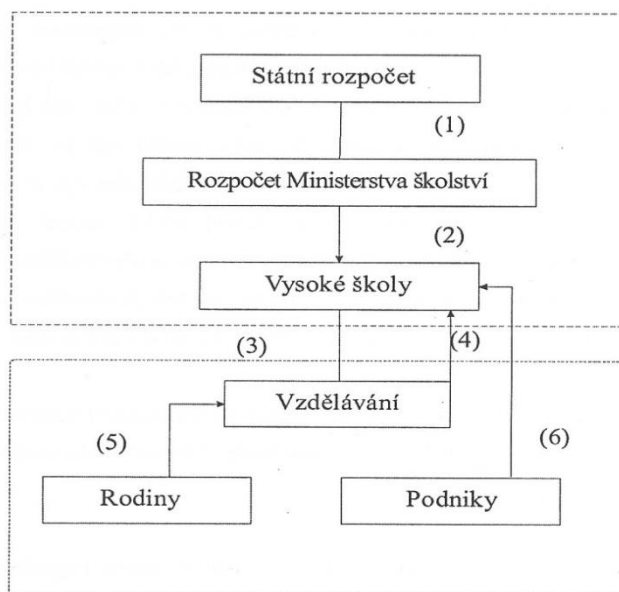 Státní rozpočet
(1)
Rozpočet Ministerstva školství
(2)
Vysoké školy
(3)
(4)
Vzdělávání
(5)
(6)
Rodiny
Podniky